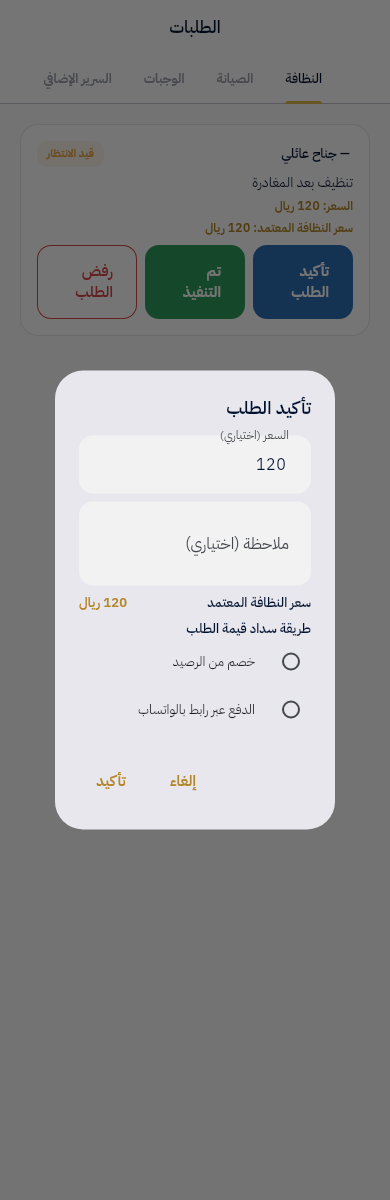 الطلبات
النظافة
الصيانة
الوجبات
السرير الإضافي
— جناح عائلي
قيد الانتظار
تنظيف بعد المغادرة
السعر: 120 ريال
سعر النظافة المعتمد: 120 ريال
تأكيد
الطلب
تم
التنفيذ
رفض
الطلب
تأكيد الطلب
السعر (اختياري)
120
ملاحظة (اختياري)
سعر النظافة المعتمد
120 ريال
طريقة سداد قيمة الطلب
خصم من الرصيد
الدفع عبر رابط بالواتساب
إلغاء
تأكيد